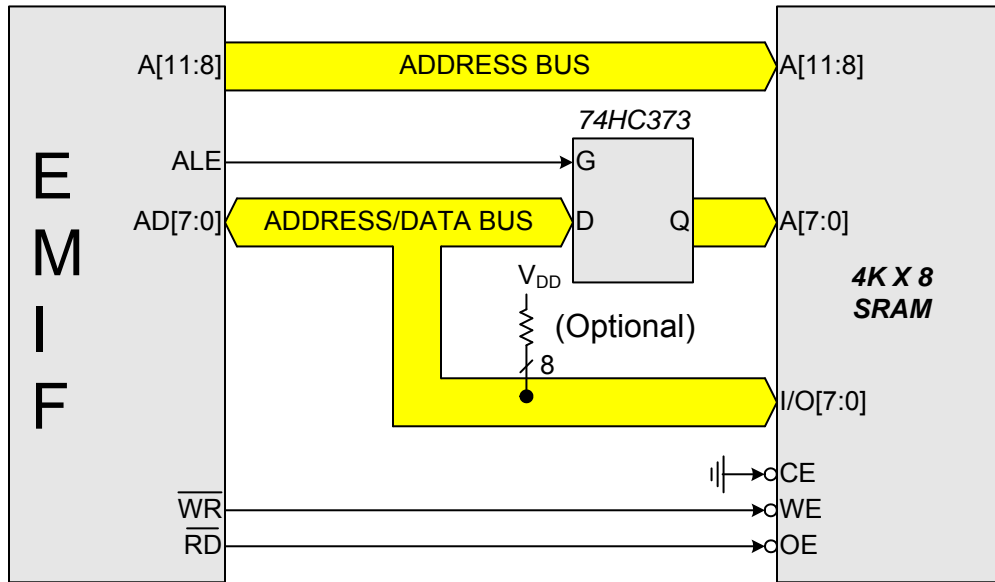 EMIF
A[11:8]
ADDRESS BUS
A[11:8]
74HC373
ALE
G
AD[7:0]
ADDRESS/DATA BUS
D
Q
A[7:0]
VDD
(Optional)
8
4K X 8
SRAM
I/O[7:0]
CE
WR
WE
RD
OE